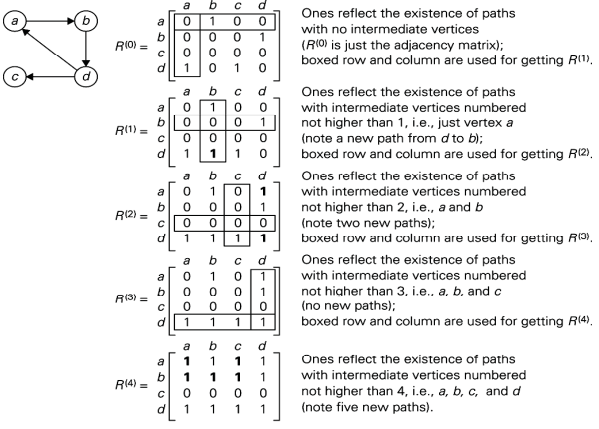 a b
c d
a b c d
R(0) = a 0 1 0 0
b 0 0 0 1
c 0 0 0 0
d 1 0 1 0
Ones reflect the existence of paths
with no intermediate vertices
(R(0) is just the adjacency matrix);
boxed row and column are used for getting R(1).
a b c d
R(1) = a 0 1 0 0
b 0 0 0 1
c 0 0 0 0
d 1 1 1 0
Ones reflect the existence of paths
with intermediate vertices numbered
not higher than 1, i.e., just vertex a
(note a new path from d to b);
boxed row and column are used for getting R(2).
a b c d
R(2) = a 0 1 0 1
b 0 0 0 1
c 0 0 0 0
d 1 1 1 1
Ones reflect the existence of paths
with intermediate vertices numbered
not higher than 2, i.e., a and b
(note two new paths);
boxed row and column are used for getting R(3).
a b c d
R(3) = a 0 1 0 1
b 0 0 0 1
c 0 0 0 0
d 1 1 1 1
Ones reflect the existence of paths
with intermediate vertices numbered
not higher than 3, i.e., a, b, and c
(no new paths);
boxed row and column are used for getting R(4).
a b c d
R(4) = a 1 1 1 1
b 1 1 1 1
c 0 0 0 0
d 1 1 1 1
Ones reflect the existence of paths
with intermediate vertices numbered
not higher than 4, i.e., a, b, c, and d
(note five new paths).